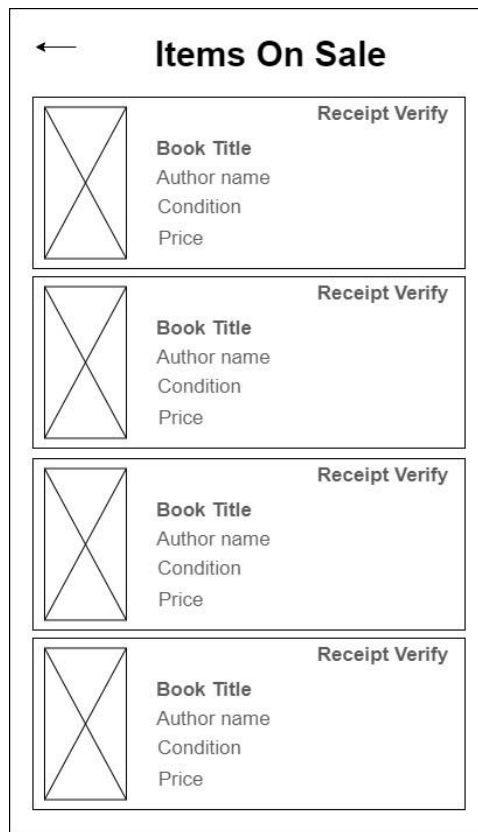 Items On Sale
Receipt Verify
Book Title
Author name
Condition
Price
Receipt Verify
Book Title
Author name
Condition
Price
Receipt Verify
Book Title
Author name
Condition
Price
Receipt Verify
Book Title
Author name
Condition
Price